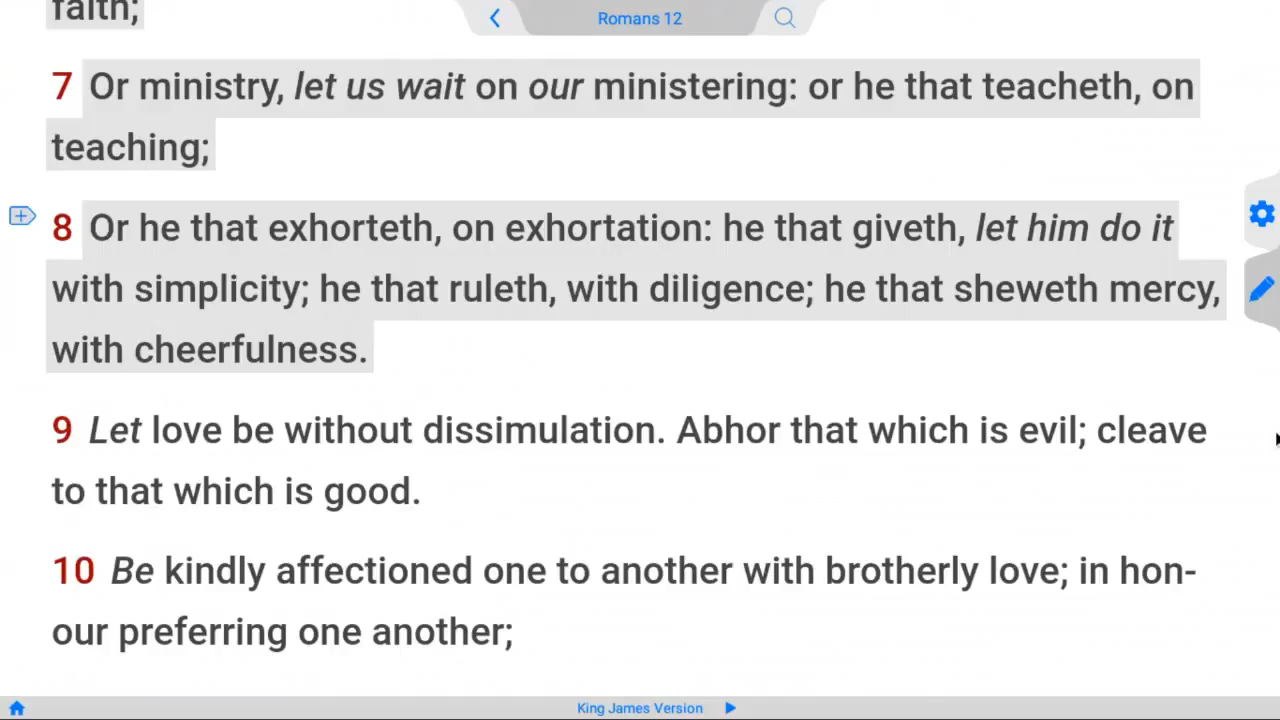 faith;
Romans 12
7 Or ministry, let us wait on our ministering: or he that teacheth, on
teaching;
8 Or he that exhorteth, on exhortation: he that giveth, let him do it
with simplicity; he that ruleth, with diligence; he that sheweth mercy,
with cheerfulness.
9 Let love be without dissimulation. Abhor that which is evil; cleave
to that which is good.
10 Be kindly affectioned one to another with brotherly love; in hon-
our preferring one another;
King James Version